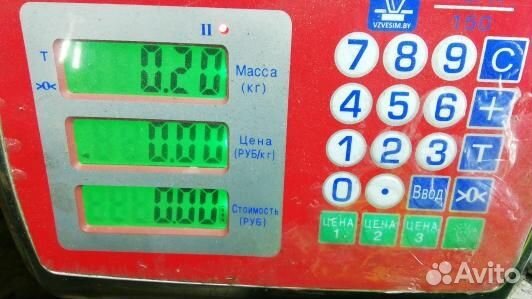 II
VZVESIM.BY
150
T
>0<
0.20
Масса
(кг)
0.00
Цена
(РУБ/кг)
0.00
Стоимость
(РУБ)
7 8 9 C
4 5 6 +
1 2 3 T
0 . Ввод >0<
ЦЕНА 1 ЦЕНА 2 ЦЕНА 3
Avito